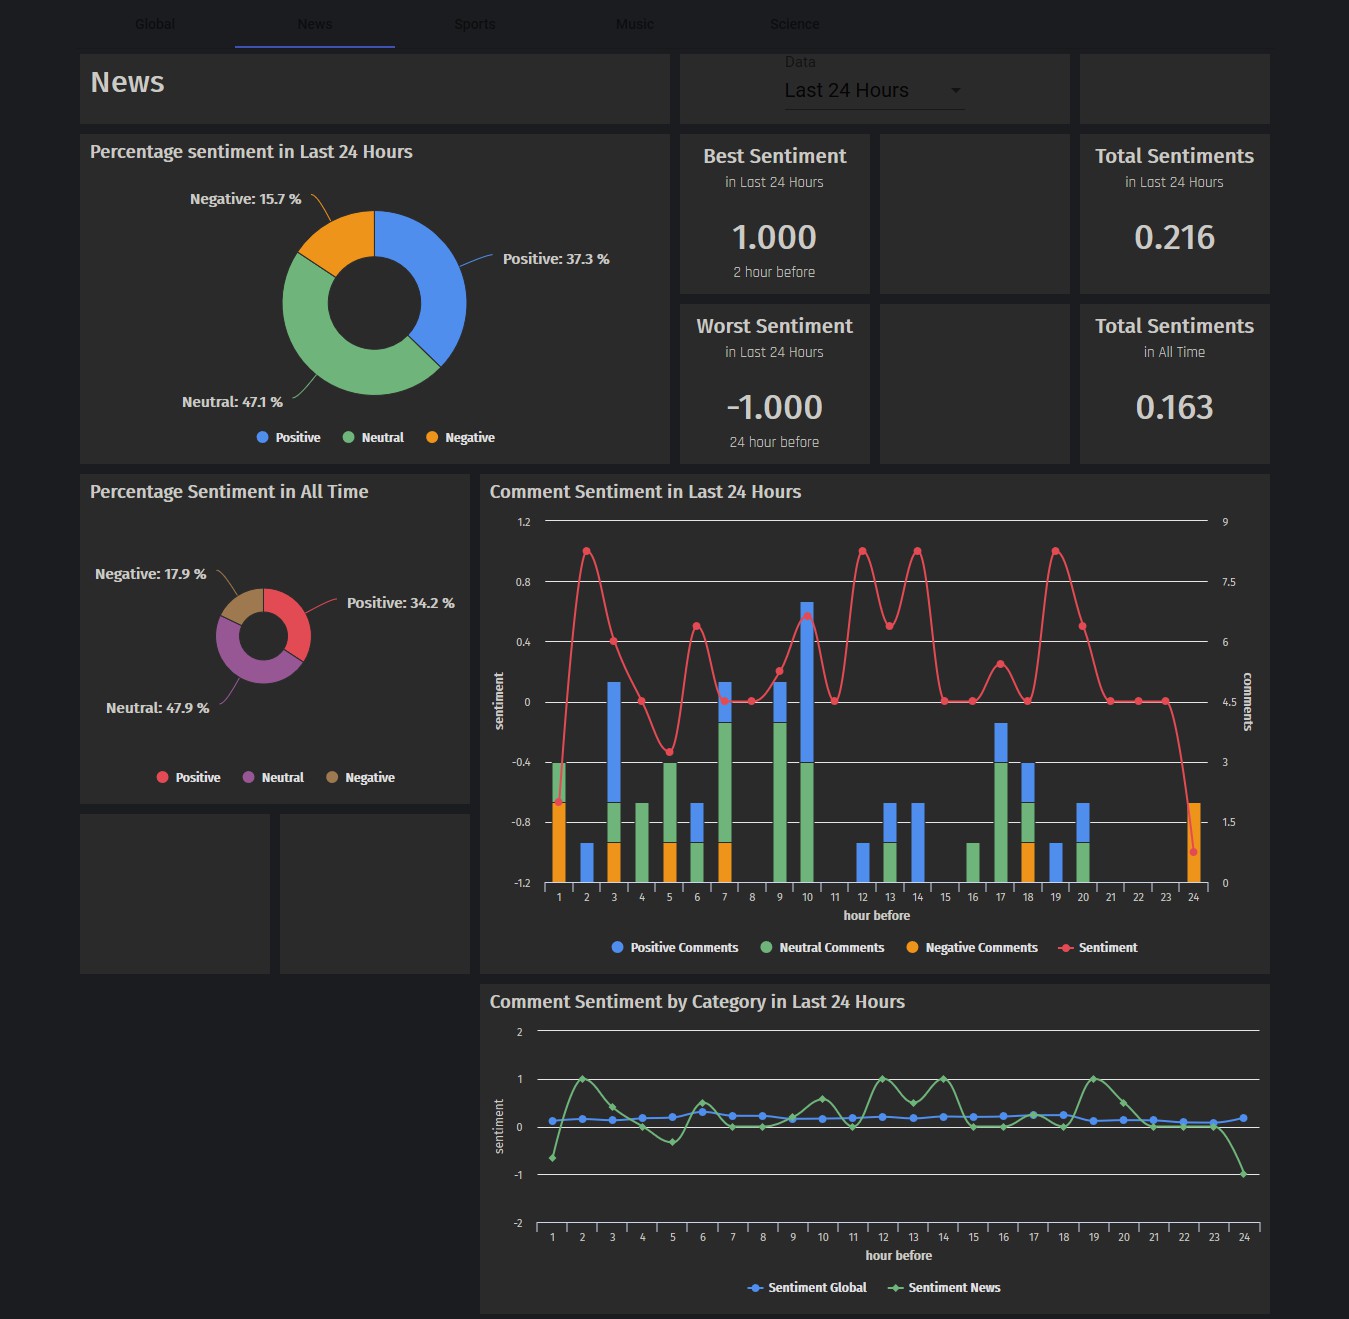 Global News Sports Music Science
News
Data
Last 24 Hours
Percentage sentiment in Last 24 Hours
Negative: 15.7 %
Positive: 37.3 %
Neutral: 47.1 %
Positive Neutral Negative
Best Sentiment
in Last 24 Hours
1.000
2 hour before
Total Sentiments
in Last 24 Hours
0.216
Worst Sentiment
in Last 24 Hours
-1.000
24 hour before
Total Sentiments
in All Time
0.163
Percentage Sentiment in All Time
Negative: 17.9 %
Positive: 34.2 %
Neutral: 47.9 %
Positive Neutral Negative
Comment Sentiment in Last 24 Hours
1.2 9
0.8 7.5
0.4 6
0 4.5
-0.4 3
-0.8 1.5
-1.2 0
sentiment
comments
1 2 3 4 5 6 7 8 9 10 11 12 13 14 15 16 17 18 19 20 21 22 23 24
hour before
Positive Comments Neutral Comments Negative Comments Sentiment
Comment Sentiment by Category in Last 24 Hours
2
1
0
-1
-2
sentiment
1 2 3 4 5 6 7 8 9 10 11 12 13 14 15 16 17 18 19 20 21 22 23 24
hour before
Sentiment Global Sentiment News